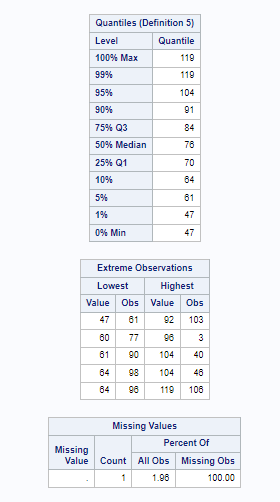 Quantiles (Definition 5)
Level Quantile
100% Max 119
99% 119
95% 104
90% 91
75% Q3 84
50% Median 76
25% Q1 70
10% 64
5% 61
1% 47
0% Min 47
Extreme Observations
Lowest Highest
Value Obs Value Obs
47 61 92 103
60 77 96 3
61 90 104 40
64 98 104 46
64 96 119 106
Missing Values
Percent Of
Missing Value Count All Obs Missing Obs
. 1 1.96 100.00